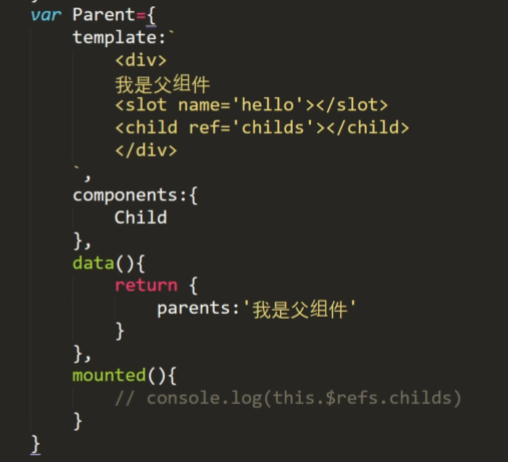 var Parent={
template:`
<div>
我是父组件
<slot name='hello'></slot>
<child ref='childs'></child>
</div>
`,
components:{
Child
},
data(){
return {
parents:'我是父组件'
}
},
mounted(){
// console.log(this.$refs.childs)
}
}